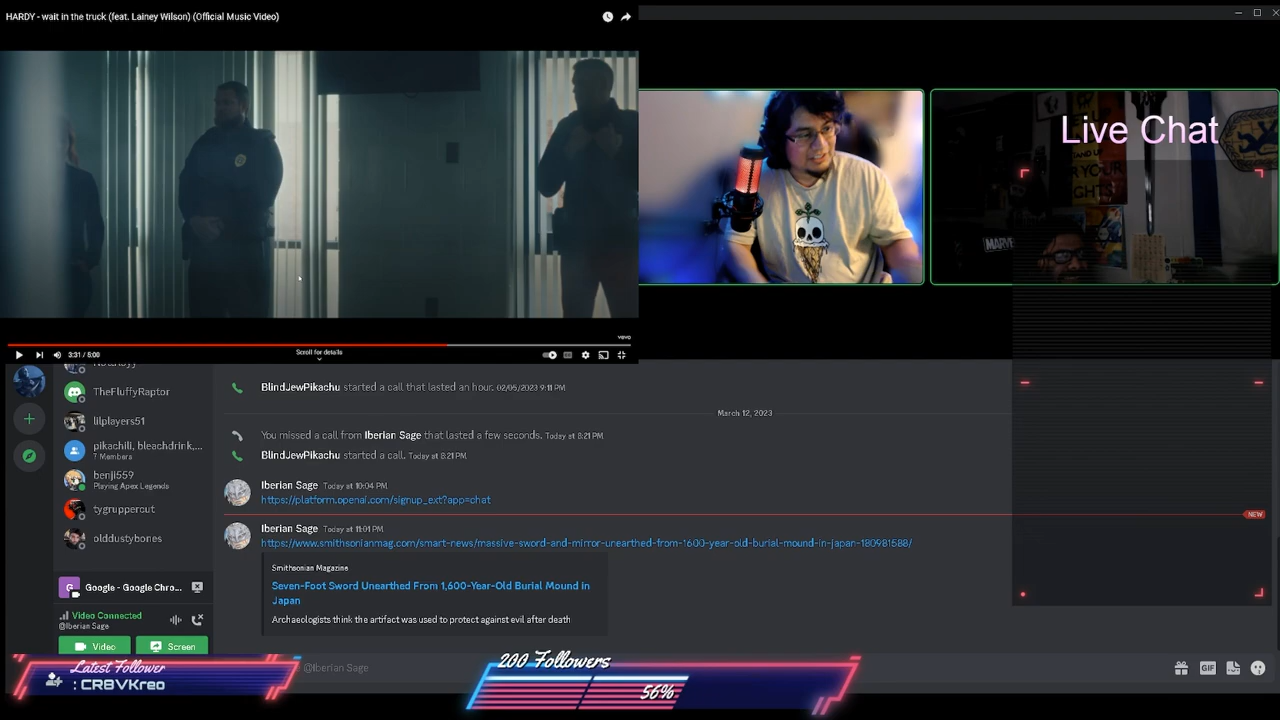 HARDY - wait in the truck (feat. Lainey Wilson) (Official Music Video)
vevo
3:31 / 5:00
Scroll for details
Live Chat
MARVE
TheFluffyRaptor
lilplayers51
pikachili, bleachdrink,...
7 Members
benji559
Playing Apex Legends
tygruppercut
olddustybones
G
Google - Google Chro...
Video Connected
@Iberian Sage
Video
Screen
BlindJewPikachu started a call that lasted an hour. 02/05/2023 9:11 PM
March 12, 2023
You missed a call from Iberian Sage that lasted a few seconds. Today at 8:21 PM
BlindJewPikachu started a call. Today at 8:21 PM
Iberian Sage Today at 10:04 PM
https://platform.openai.com/signup_ext?app=chat
NEW
Iberian Sage Today at 11:01 PM
https://www.smithsonianmag.com/smart-news/massive-sword-and-mirror-unearthed-from-1600-year-old-burial-mound-in-japan-180981588/
Smithsonian Magazine
Seven-Foot Sword Unearthed From 1,600-Year-Old Burial Mound in
Japan
Archaeologists think the artifact was used to protect against evil after death
@Iberian Sage
GIF
Latest Follower
: CR8VKreo
200 Followers
56%